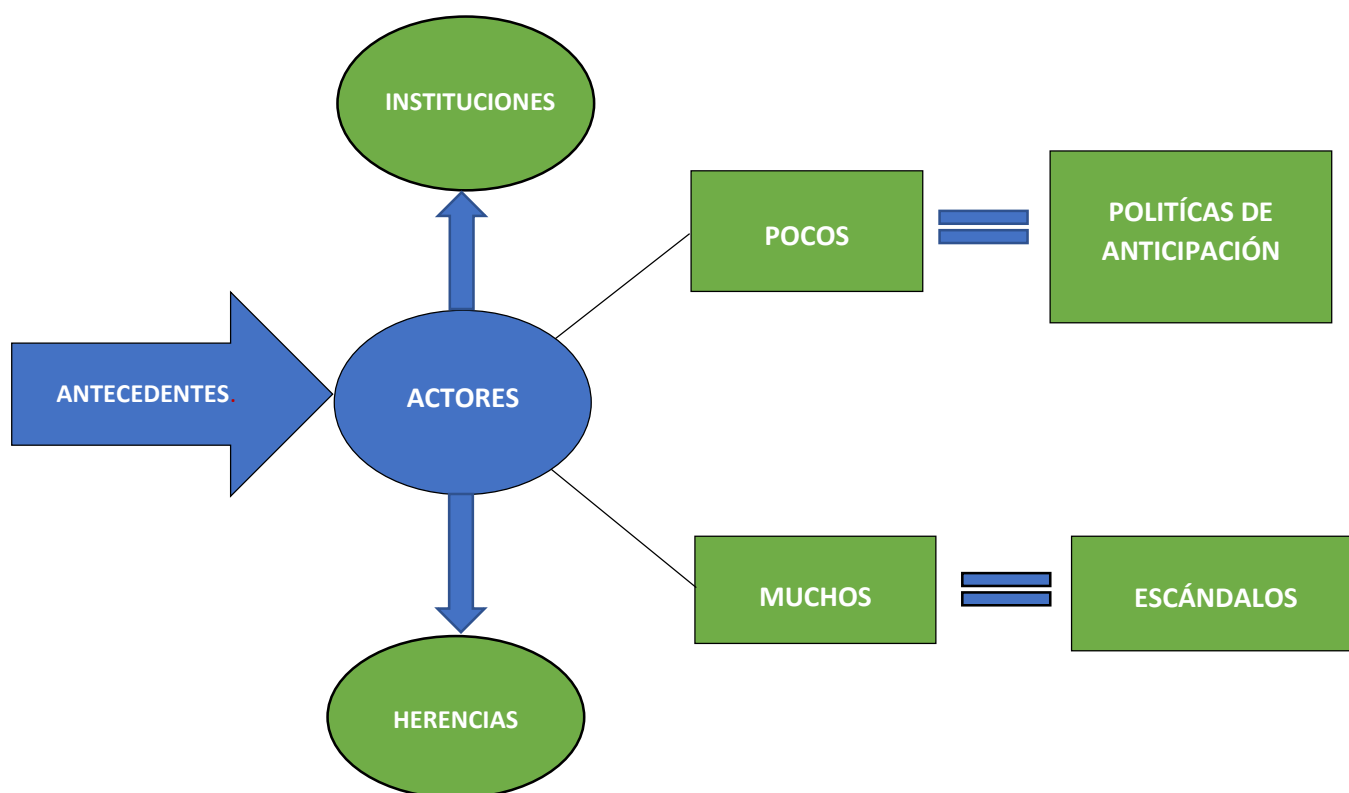 INSTITUCIONES
POCOS
POLITÍCAS DE
ANTICIPACIÓN
ANTECEDENTES.
ACTORES
MUCHOS
ESCÁNDALOS
HERENCIAS